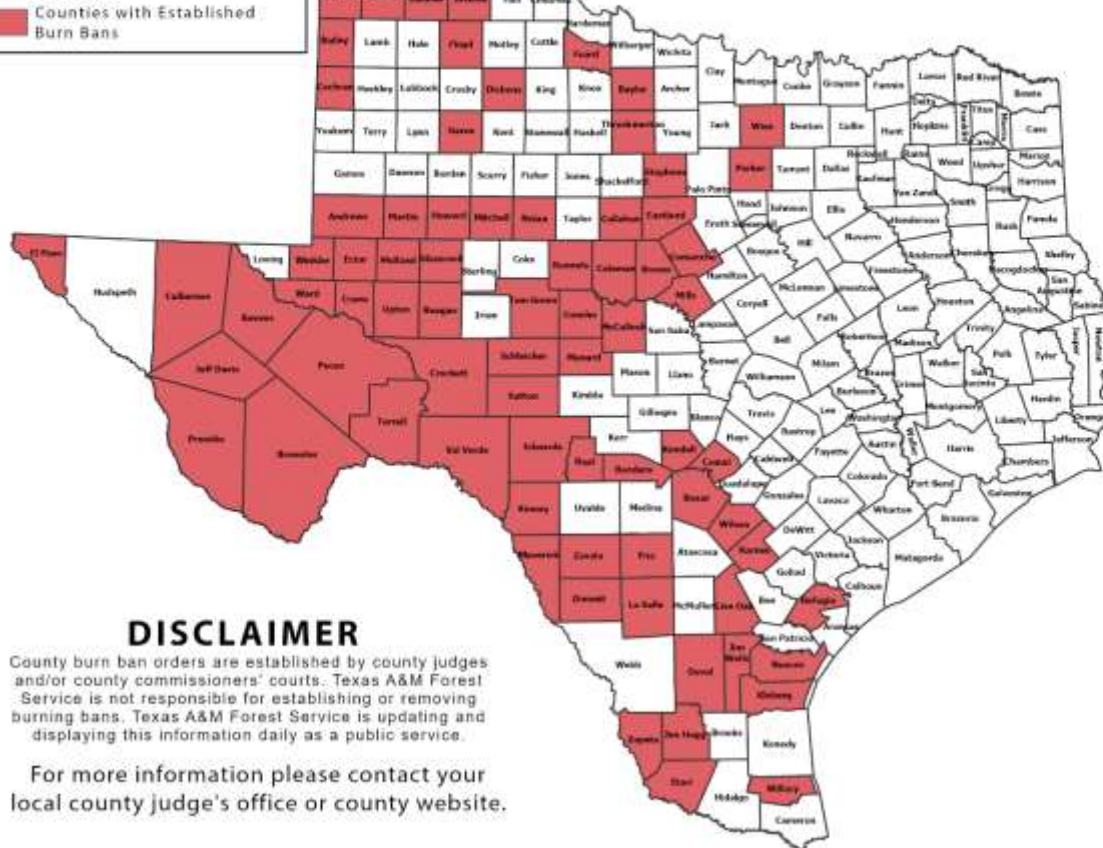 Counties with Established
Burn Bans
Hardeman
Bailey Lamb Hale Floyd Motley Cottle Foard Wilbarger Wichita
Clay Montague Cooke Grayson Fannin Lamar Red River Bowie
Cochran Hockley Lubbock Crosby Dickens King Knox Baylor Archer
Delta Titus Franklin Morris Cass
Yoakum Terry Lynn Garza Kent Stonewall Haskell Throckmorton Young Jack Wise Denton Collin Hunt Hopkins
Camp Marion
Gaines Dawson Borden Scurry Fisher Jones Shackelford Stephens Palo Pinto Parker Tarrant Dallas Rockwall Rains Wood Upshur Harrison
Kaufman Van Zandt Gregg Smith
Andrews Martin Howard Mitchell Nolan Taylor Callahan Eastland Erath Hood Somervell Johnson Ellis Henderson Rusk Panola
El Paso Hudspeth Culberson Loving Winkler Ector Midland Glasscock Sterling Coke Runnels Coleman Brown Comanche Hamilton Bosque Hill Navarro Anderson Cherokee Nacogdoches Shelby
Freestone San Augustine
Reeves Ward Crane Upton Reagan Irion Tom Green Concho McCulloch Mills Coryell McLennan Limestone Leon Houston Angelina Sabine
San Saba Lampasas Bell Falls Robertson Madison Trinity Jasper Newton
Jeff Davis Pecos Crockett Schleicher Menard Mason Llano Burnet Williamson Milam Brazos Grimes Walker San Jacinto Polk Tyler
Sutton Kimble Gillespie Blanco Travis Lee Burleson Washington Montgomery Liberty Hardin Orange
Presidio Brewster Terrell Val Verde Edwards Kerr Kendall Hays Bastrop Fayette Austin Waller Harris Jefferson
Real Bandera Comal Caldwell Chambers
Guadalupe Gonzales Colorado Fort Bend Galveston
Kinney Uvalde Medina Bexar Lavaca Wharton Brazoria
Wilson DeWitt Jackson Matagorda
Maverick Zavala Frio Atascosa Karnes Victoria
Goliad Calhoun
Dimmit La Salle McMullen Live Oak Bee Refugio
Aransas
San Patricio
DISCLAIMER
County burn ban orders are established by county judges
and/or county commissioners' courts. Texas A&M Forest
Service is not responsible for establishing or removing
burning bans. Texas A&M Forest Service is updating and
displaying this information daily as a public service.
Webb Duval Jim Wells Nueces
Kleberg
Zapata Jim Hogg Brooks Kenedy
For more information please contact your
local county judge's office or county website.
Starr Hidalgo Willacy
Cameron